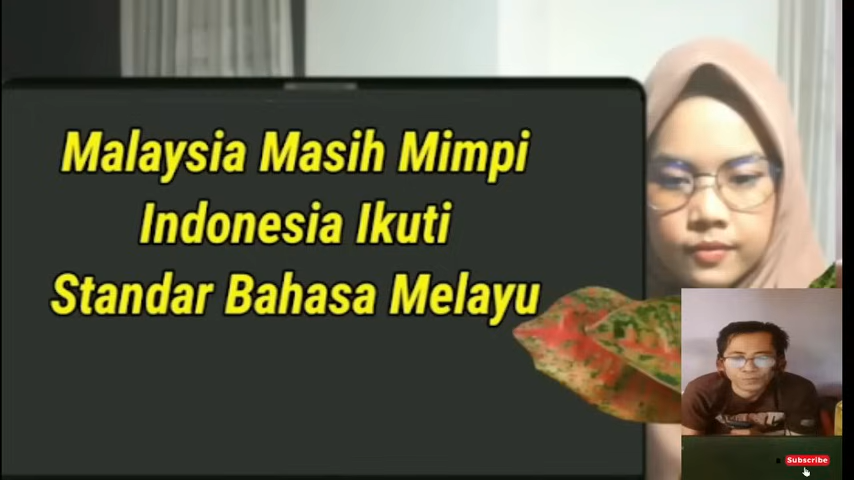 Malaysia Masih Mimpi
Indonesia Ikuti
Standar Bahasa Melayu
Subscribe